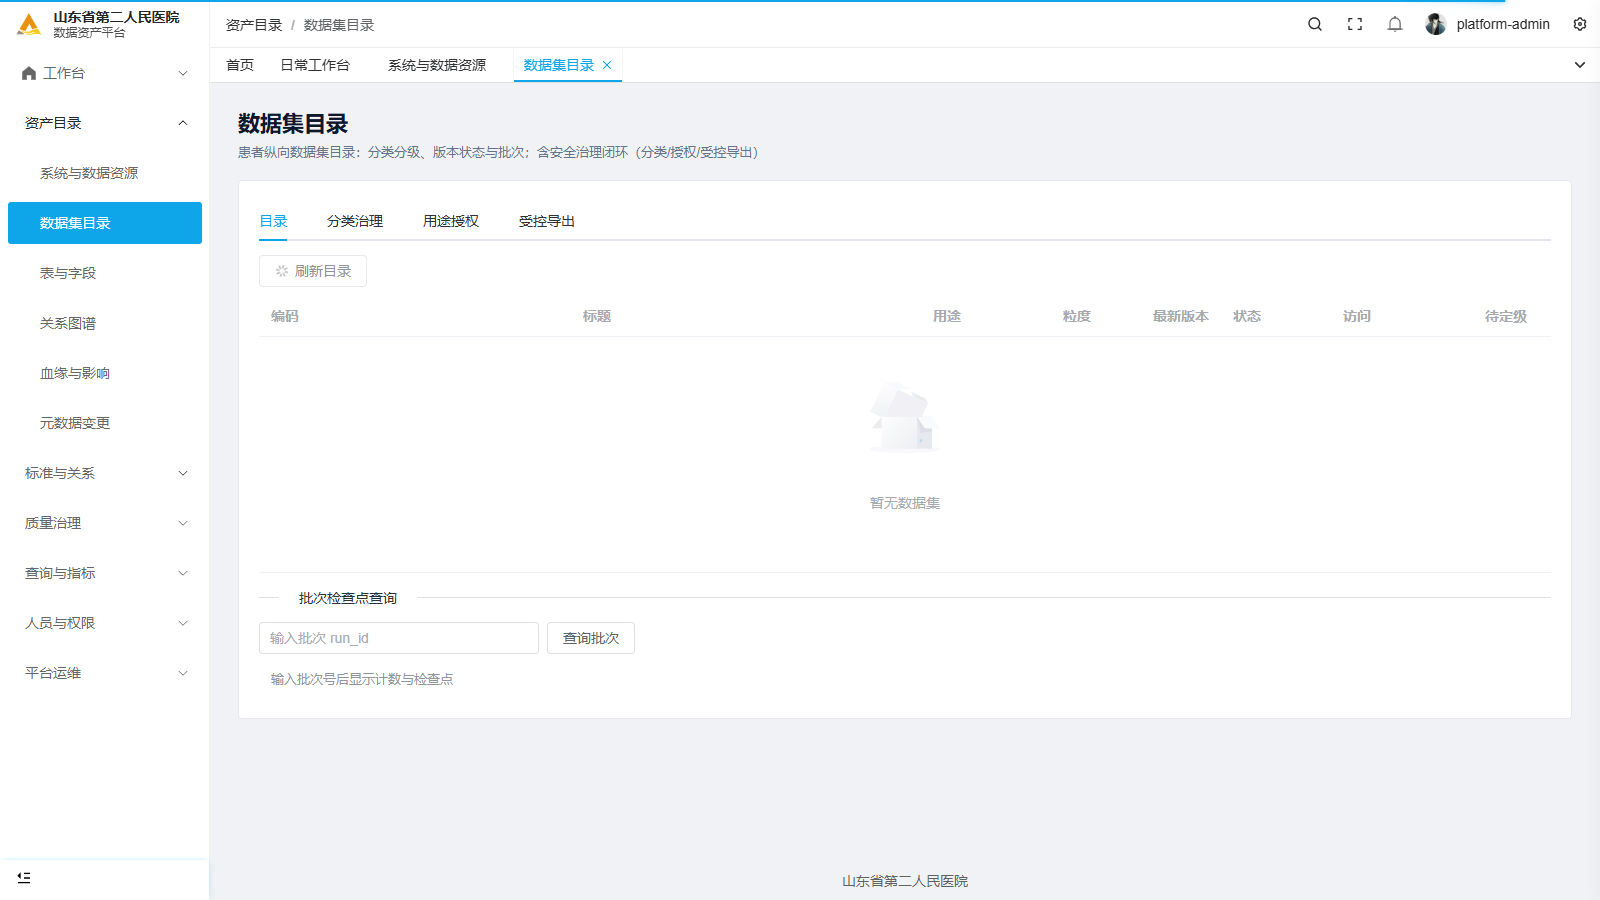 山东省第二人民医院
数据资产平台
资产目录 / 数据集目录
platform-admin
首页
日常工作台
系统与数据资源
数据集目录
工作台
资产目录
系统与数据资源
数据集目录
表与字段
关系图谱
血缘与影响
元数据变更
标准与关系
质量治理
查询与指标
人员与权限
平台运维
数据集目录
患者纵向数据集目录：分类分级、版本状态与批次；含安全治理闭环（分类/授权/受控导出）
目录
分类治理
用途授权
受控导出
刷新目录
编码
标题
用途
粒度
最新版本
状态
访问
待定级
暂无数据集
批次检查点查询
输入批次 run_id
查询批次
输入批次号后显示计数与检查点
山东省第二人民医院